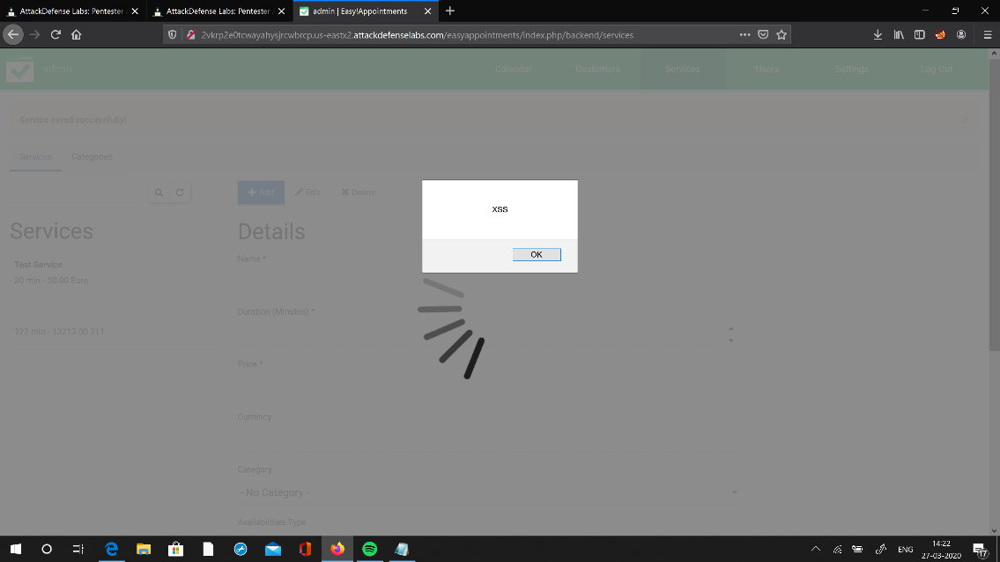 AttackDefense Labs: Pentester
AttackDefense Labs: Pentester
admin | Easy!Appointments
2vkrp2e0tcwayahysjrcwbrcp.us-eastx2.attackdefenselabs.com/easyappointments/index.php/backend/services
admin
Calendar
Customers
Services
Users
Settings
Log Out
Service saved successfully!
Services
Categories
Add
Edit
Delete
Services
Details
XSS
OK
Test Service
30 min - 50.00 Euro
122 min - 13213.00 211
Name *
Duration (Minutes) *
Price *
Currency
Category
- No Category -
Availabilities Type
ENG
14:22
27-03-2020
17